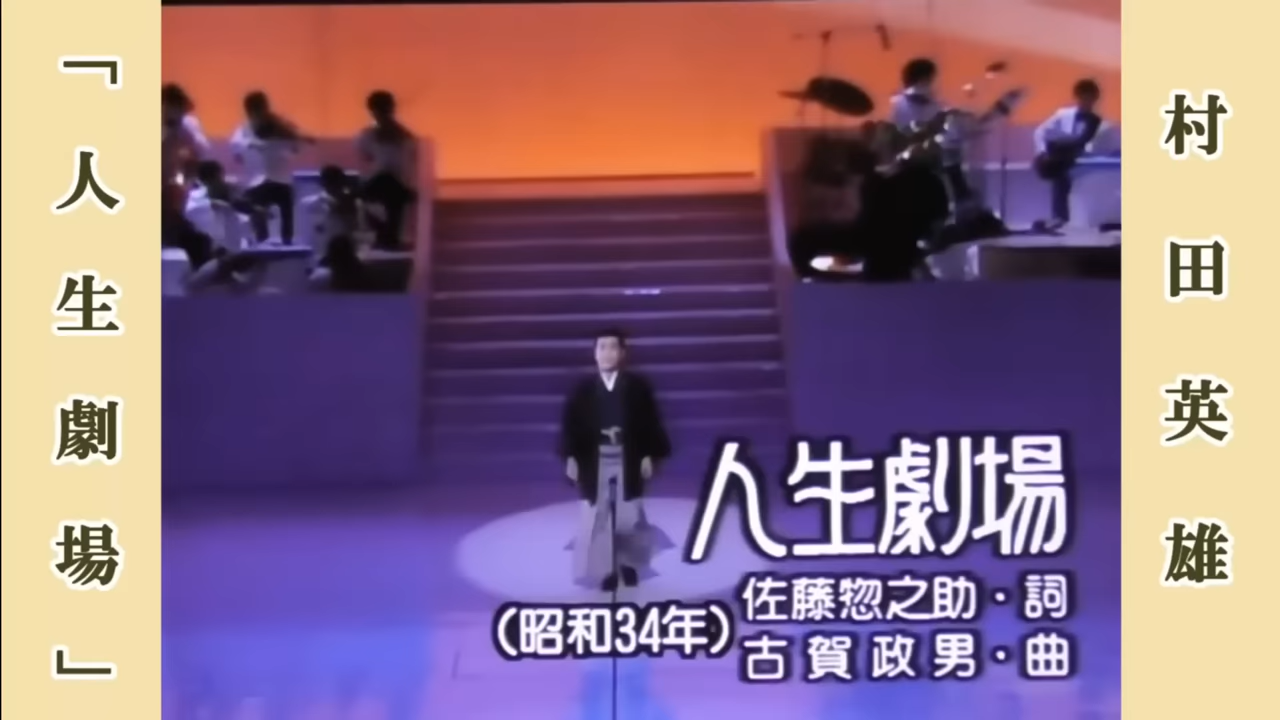 「人生劇場」
村田英雄
人生劇場
佐藤惣之助・詞
(昭和34年)
古賀政男・曲